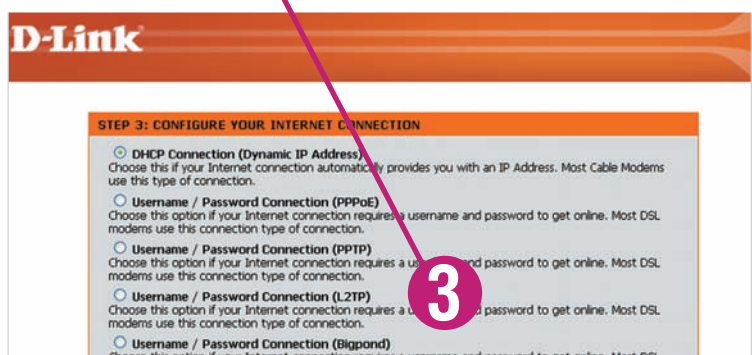 D-Link
STEP 3: CONFIGURE YOUR INTERNET CONNECTION
DHCP Connection (Dynamic IP Address)
Choose this if your Internet connection automatically provides you with an IP Address. Most Cable Modems
use this type of connection.
Username / Password Connection (PPPoE)
Choose this option if your Internet connection requires a username and password to get online. Most DSL
modems use this connection type of connection.
Username / Password Connection (PPTP)
Choose this option if your Internet connection requires a and password to get online. Most DSL
modems use this connection type of connection.
3
Username / Password Connection (L2TP)
Choose this option if your Internet connection requires a password to get online. Most DSL
modems use this connection type of connection.
Username / Password Connection (Bigpond)